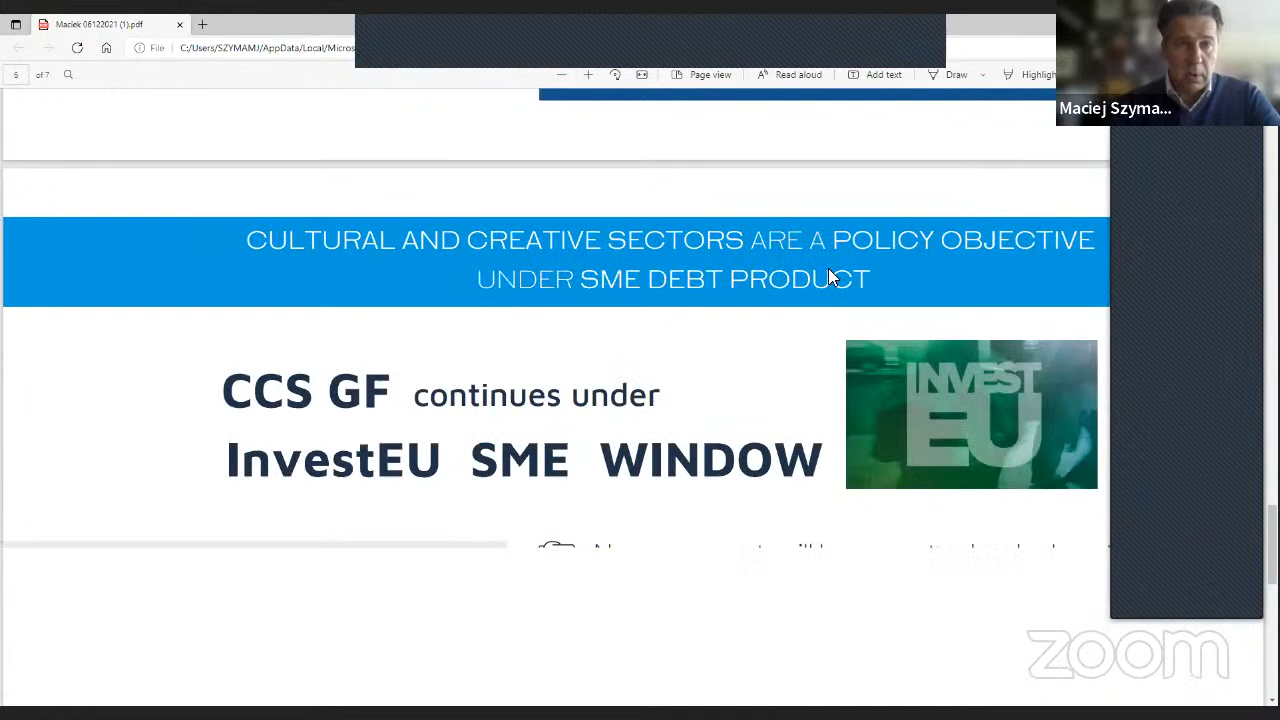 Maciek 06122021 (1).pdf
File C:/Users/SZYMAMJ/AppData/Local/Micros
of 7 Page view Read aloud Add text Draw Highligh
Maciej Szyma...
CULTURAL AND CREATIVE SECTORS ARE A POLICY OBJECTIVE
UNDER SME DEBT PRODUCT
CCS GF continues under
InvestEU SME WINDOW
INVEST
EU
zoom